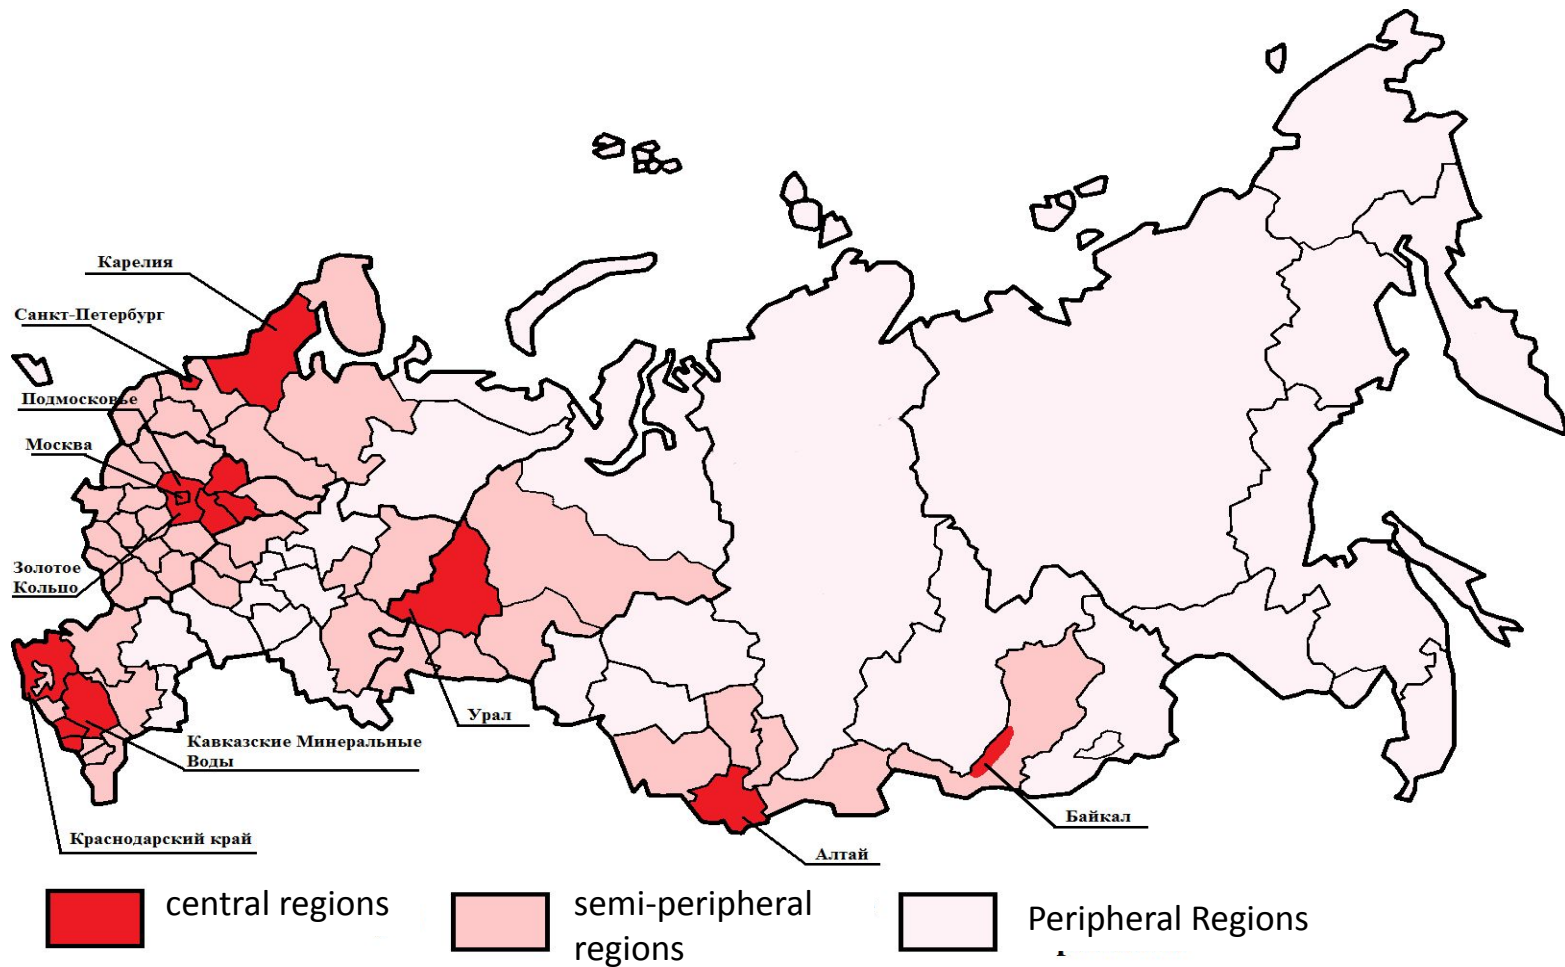 Карелия
Санкт-Петербург
Подмосковье
Москва
Золотое
Кольцо
Урал
Кавказские Минеральные
Воды
Краснодарский край
Байкал
Алтай
central regions
semi-peripheral
regions
Peripheral Regions